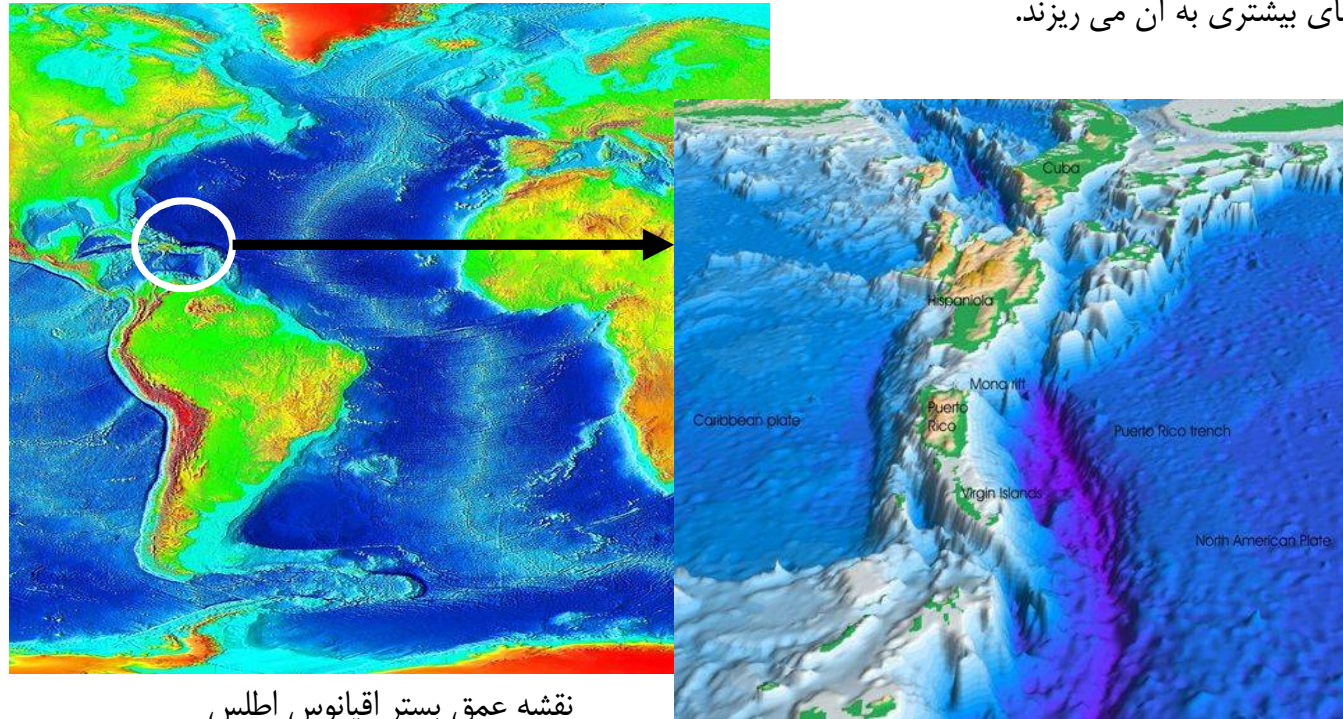 بیشتری به آن می ریزند.
Cuba
Hispaniola
Mona rift
Caribbean plate
Puerto
Rico
Puerto Rico trench
Virgin Islands
North American Plate
نقشه عمق بستر اقیانوس اطلس